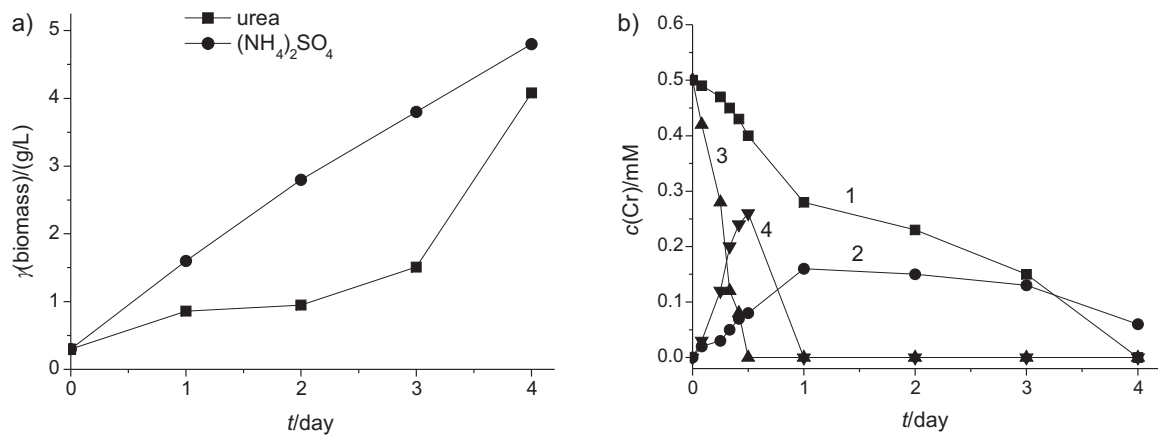 a)
urea
(NH₄)₂SO₄
γ(biomass)/(g/L)
5
4
3
2
1
0
0 1 2 3 4
t/day
b)
c(Cr)/mM
0.6
0.5
0.4
0.3
0.2
0.1
0.0
3
1
4
2
0 1 2 3 4
t/day